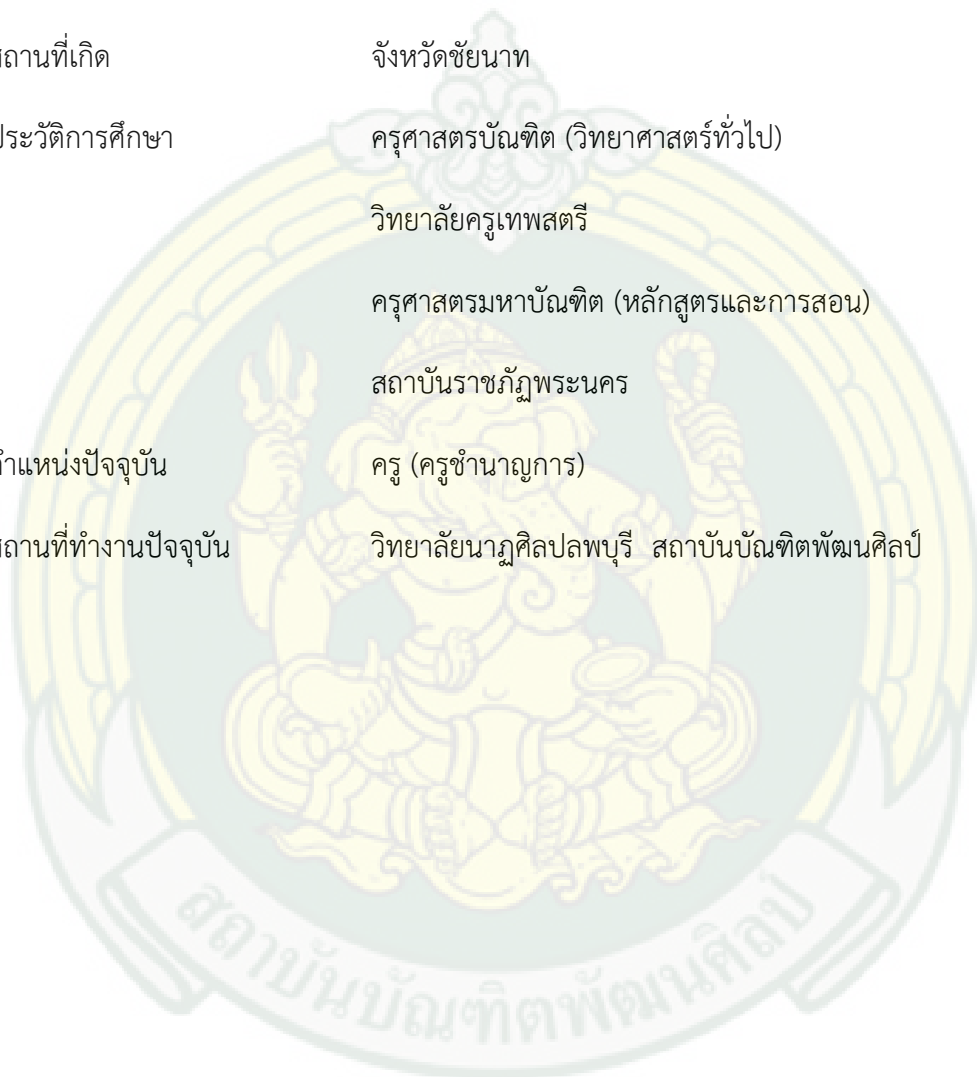 สถานที่เกิด จังหวัดชัยนาท
ประวัติการศึกษา ครุศาสตรบัณฑิต (วิทยาศาสตร์ทั่วไป)
วิทยาลัยครูเทพสตรี
ครุศาสตรมหาบัณฑิต (หลักสูตรและการสอน)
สถาบันราชภัฏพระนคร
ตำแหน่งปัจจุบัน ครู (ครูชำนาญการ)
สถานที่ทำงานปัจจุบัน วิทยาลัยนาฏศิลปลพบุรี สถาบันบัณฑิตพัฒนศิลป์
สถาบันบัณฑิตพัฒนศิลป์